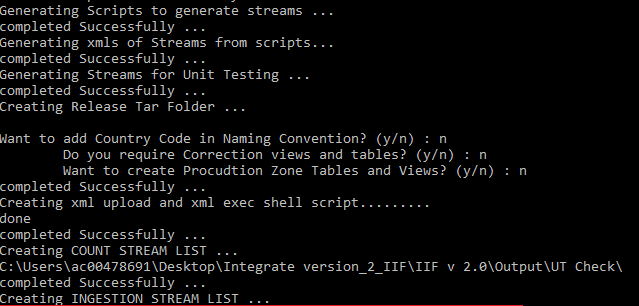 Generating Scripts to generate streams ...
completed Successfully ...
Generating xmls of Streams from scripts...
completed Successfully ...
Generating Streams for Unit Testing ...
completed Successfully ...
Creating Release Tar Folder ...
Want to add Country Code in Naming Convention? (y/n) : n
Do you require Correction views and tables? (y/n) : n
Want to create Procudtion Zone Tables and Views? (y/n) : n
completed Successfully ...
Creating xml upload and xml exec shell script.........
done
completed Successfully ...
Creating COUNT STREAM LIST ...
C:\Users\ac00478691\Desktop\Integrate version_2_IIF\IIF v 2.0\Output\UT Check\
completed Successfully ...
Creating INGESTION STREAM LIST ...